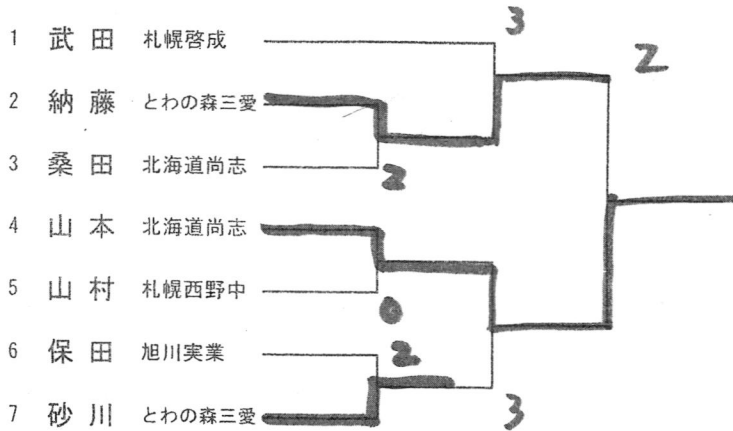 3
2
1 武田 札幌啓成
2 納藤 とわの森三愛
3 桑田 北海道尚志
2
4 山本 北海道尚志
5 山村 札幌西野中
0
6 保田 旭川実業
2
7 砂川 とわの森三愛
3